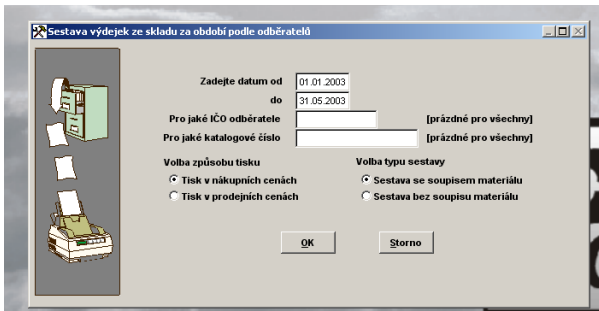 Sestava výdejek ze skladu za období podle odběratelů
Zadejte datum od 01.01.2003
do 31.05.2003
Pro jaké IČO odběratele [prázdné pro všechny]
Pro jaké katalogové číslo [prázdné pro všechny]
Volba způsobu tisku Volba typu sestavy
Tisk v nákupních cenách Sestava se soupisem materiálu
Tisk v prodejních cenách Sestava bez soupisu materiálu
OK Storno